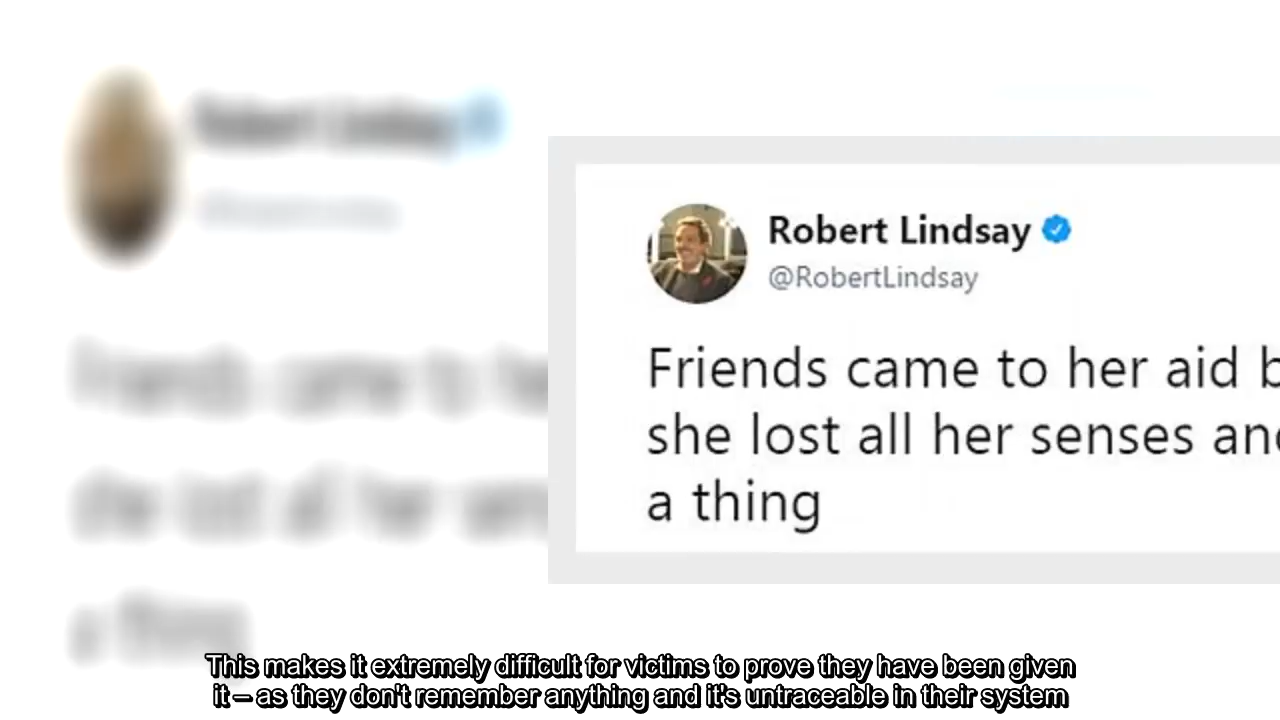 Robert Lindsay
@RobertLindsay
Friends came to her aid b
she lost all her senses and
a thing
This makes it extremely difficult for victims to prove they have been given
it – as they don't remember anything and it's untraceable in their system